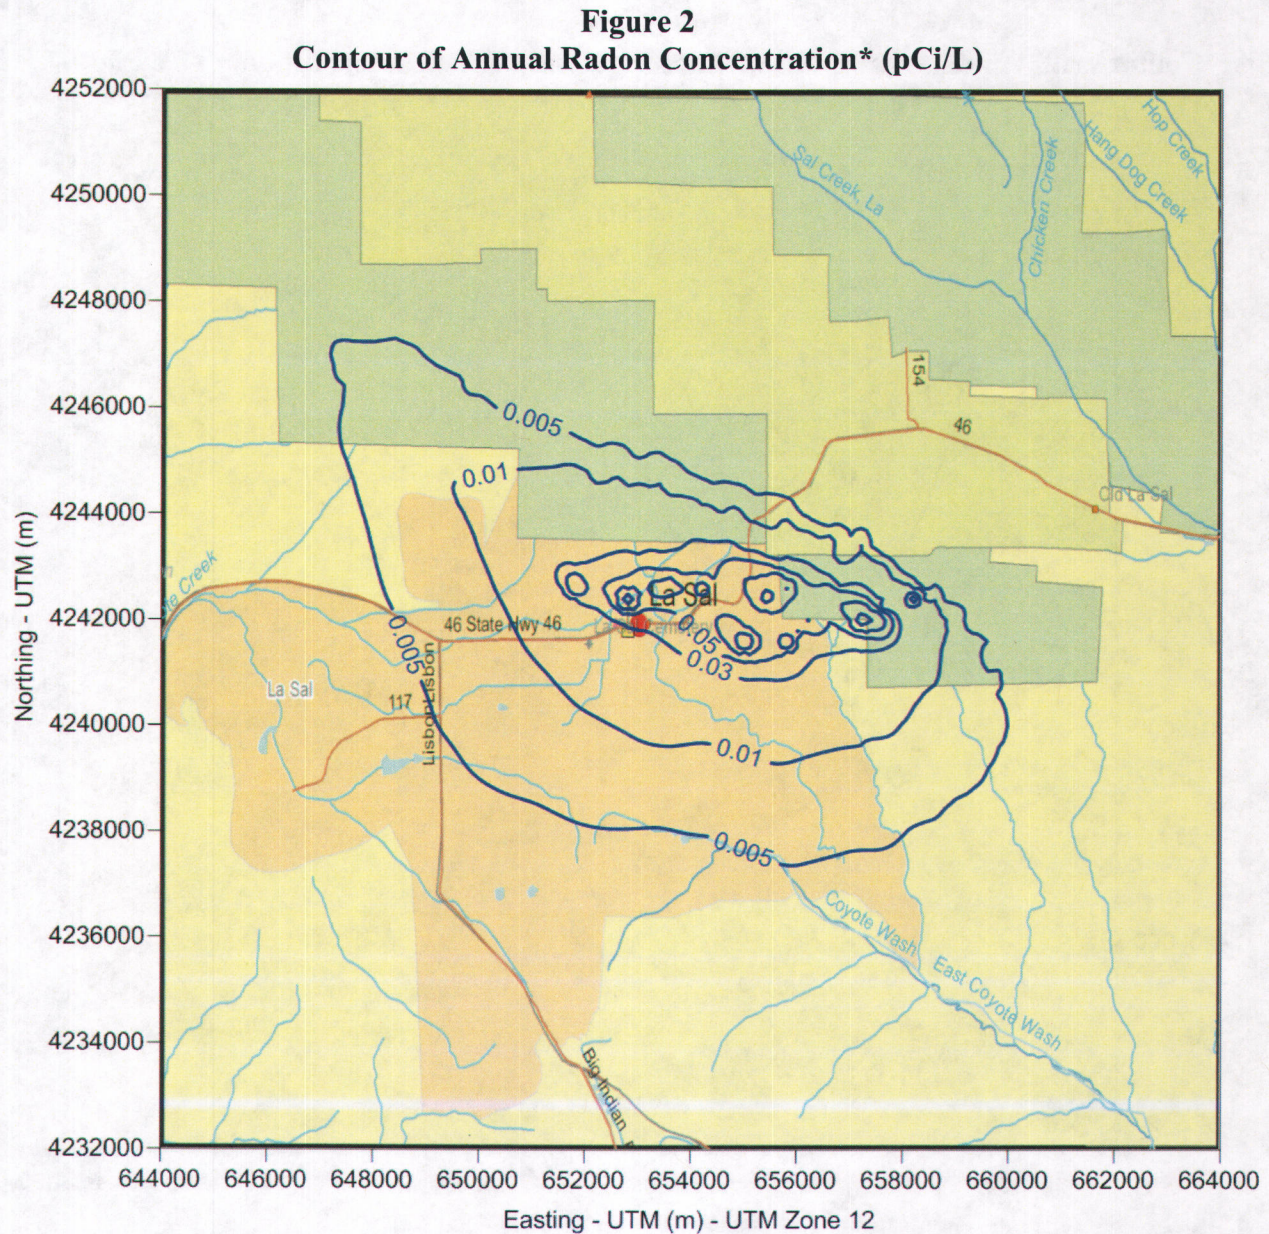 Figure 2
Contour of Annual Radon Concentration* (pCi/L)
4252000
4250000
4248000
4246000
4244000
4242000
4240000
4238000
4236000
4234000
4232000
Northing - UTM (m)
Sal Creek, La
Chicken Creek
Hang Dog Creek
Hop Creek
154
46
Old La Sal
0.005
0.01
Creek
La Sal
46 State Hwy 46
Cemetery
0.05
0.03
0.005
Lisbon
Lisbon
La Sal
117
0.01
0.005
Coyote Wash
East Coyote Wash
Big Indian
644000 646000 648000 650000 652000 654000 656000 658000 660000 662000 664000
Easting - UTM (m) - UTM Zone 12